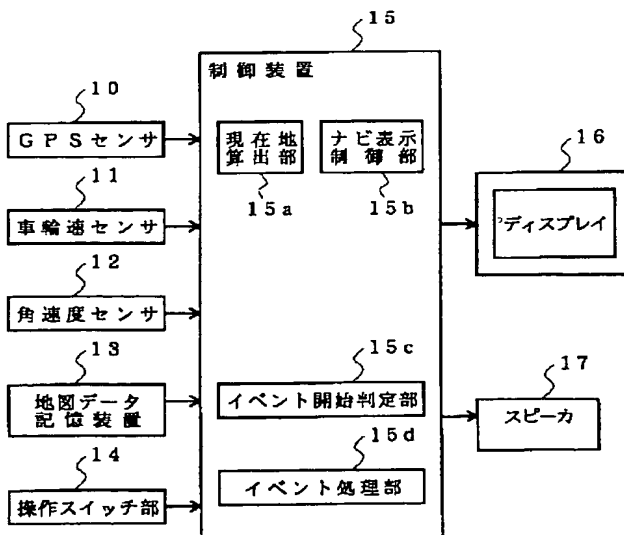 15
制御装置
10
GPSセンサ
現在地
算出部
15a
ナビ表示
制御部
15b
16
ディスプレイ
11
車輪速センサ
12
角速度センサ
13
地図データ
記憶装置
15c
イベント開始判定部
17
スピーカ
14
操作スイッチ部
15d
イベント処理部